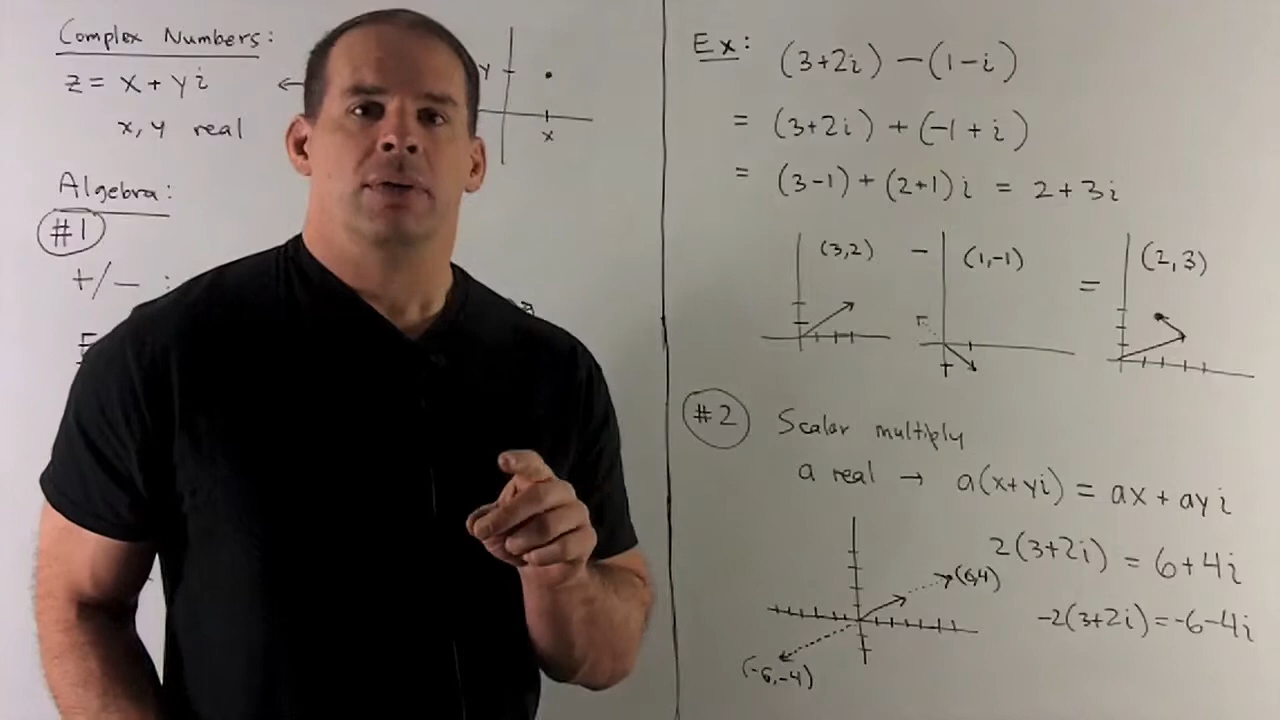 Complex Numbers:
z = x + yi ←
x, y real
y
x
Algebra:
#1
+/- :
Ex: (3+2i) - (1-i)
= (3+2i) + (-1+i)
= (3-1) + (2+1)i = 2+3i
(3,2) - (1,-1) = (2,3)
#2 Scalar multiply
a real → a(x+yi) = ax + ayi
2(3+2i) = 6+4i
(6,4)
-2(3+2i) = -6-4i
(-6,-4)